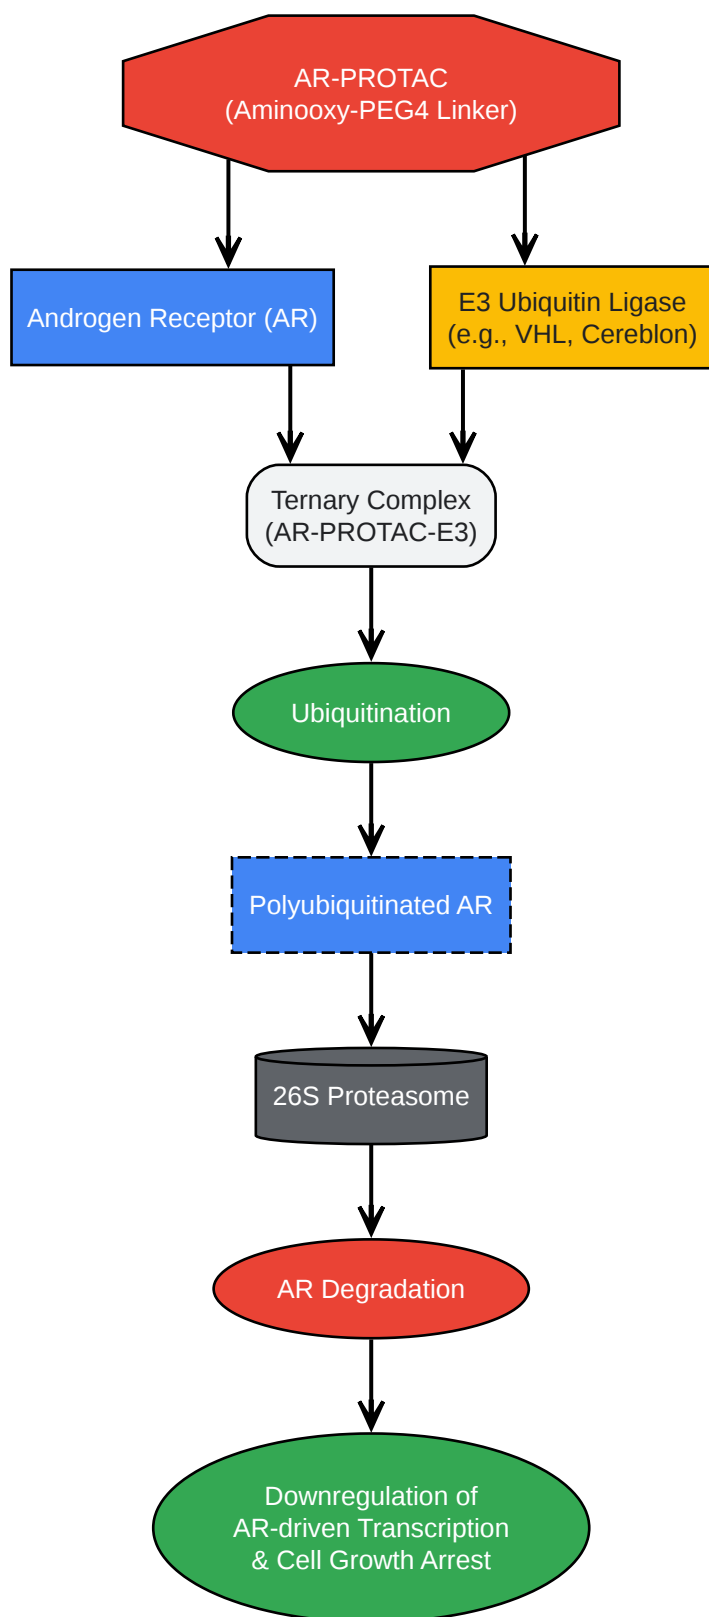 AR-PROTAC
(Aminooxy-PEG4 Linker)
Androgen Receptor (AR)
E3 Ubiquitin Ligase
(e.g., VHL, Cereblon)
Ternary Complex
(AR-PROTAC-E3)
Ubiquitination
Polyubiquitinated AR
26S Proteasome
AR Degradation
Downregulation of
AR-driven Transcription
& Cell Growth Arrest